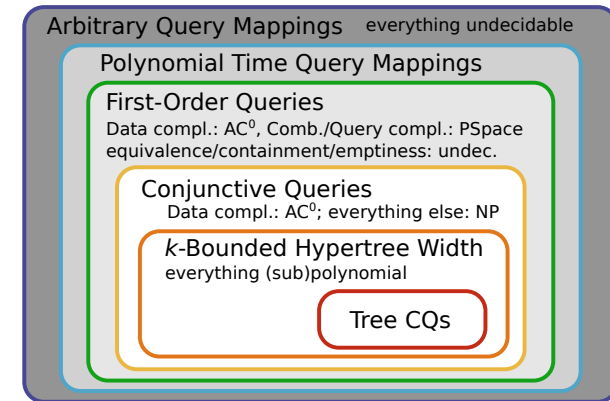 Arbitrary Query Mappings everything undecidable
Polynomial Time Query Mappings
First-Order Queries
Data compl.: AC⁰, Comb./Query compl.: PSpace
equivalence/containment/emptiness: undec.
Conjunctive Queries
Data compl.: AC⁰; everything else: NP
k-Bounded Hypertree Width
everything (sub)polynomial
Tree CQs